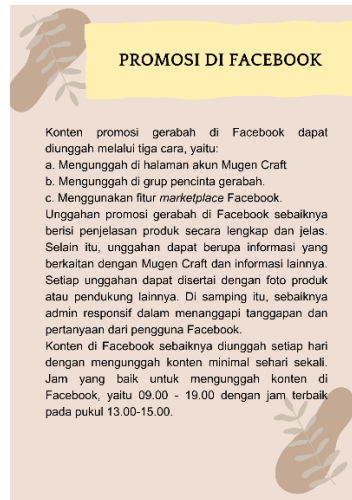 PROMOSI DI FACEBOOK
Konten promosi gerabah di Facebook dapat
diunggah melalui tiga cara, yaitu:
a. Mengunggah di halaman akun Mugen Craft
b. Mengunggah di grup pencinta gerabah.
c. Menggunakan fitur marketplace Facebook.
Unggahan promosi gerabah di Facebook sebaiknya
berisi penjelasan produk secara lengkap dan jelas.
Selain itu, unggahan dapat berupa informasi yang
berkaitan dengan Mugen Craft dan informasi lainnya.
Setiap unggahan dapat disertai dengan foto produk
atau pendukung lainnya. Di samping itu, sebaiknya
admin responsif dalam menanggapi tanggapan dan
pertanyaan dari pengguna Facebook.
Konten di Facebook sebaiknya diunggah setiap hari
dengan mengunggah konten minimal sehari sekali.
Jam yang baik untuk mengunggah konten di
Facebook, yaitu 09.00 - 19.00 dengan jam terbaik
pada pukul 13.00-15.00.